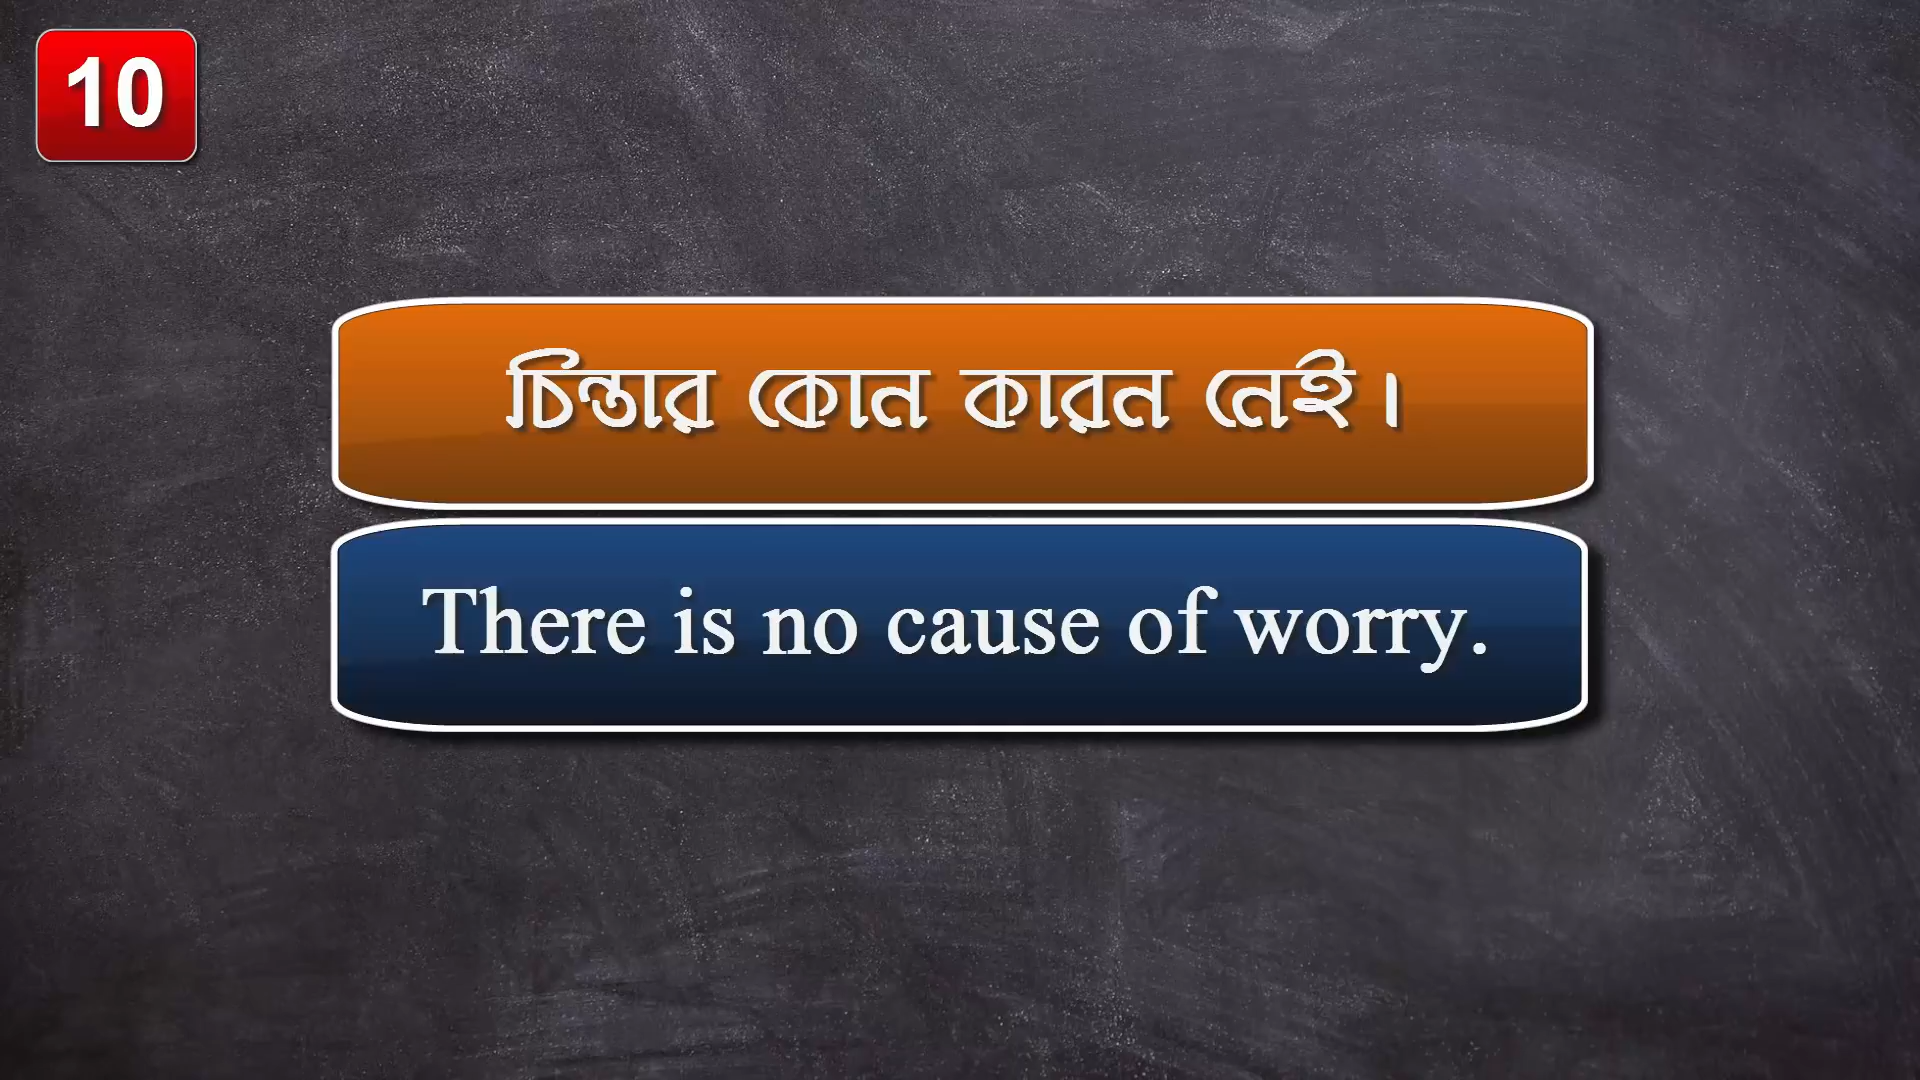 10
চিন্তার কোন কারন নেই।
There is no cause of worry.